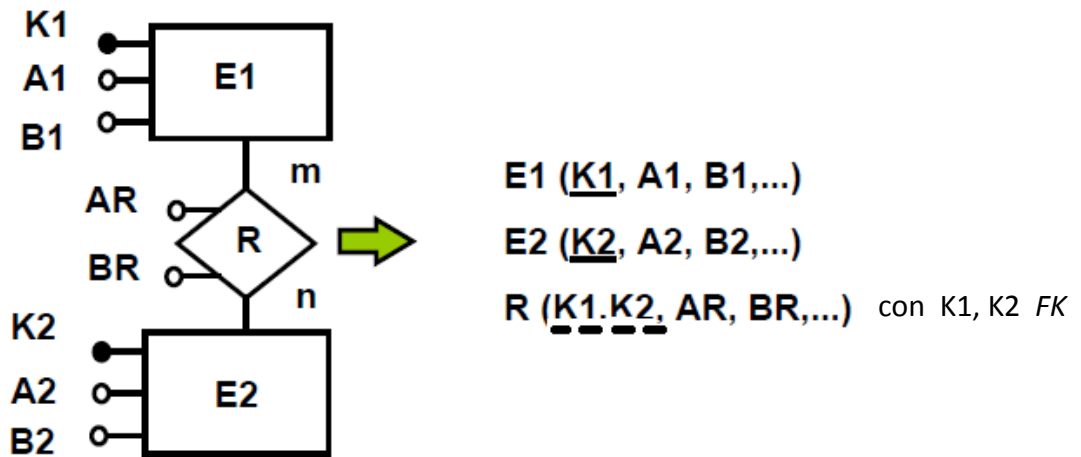 K1
A1
B1
E1
m
AR
BR
R
n
K2
A2
B2
E2
E1 (K1, A1, B1,...)
E2 (K2, A2, B2,...)
R (K1.K2, AR, BR,...) con K1, K2 FK